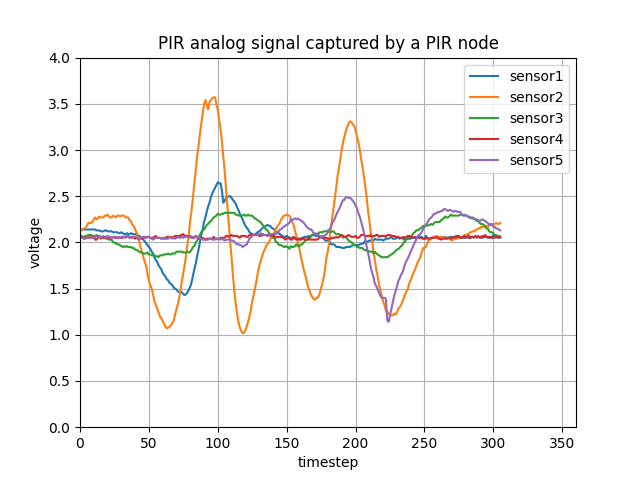 PIR analog signal captured by a PIR node
4.0
3.5
3.0
2.5
2.0
1.5
1.0
0.5
0.0
voltage
sensor1
sensor2
sensor3
sensor4
sensor5
0 50 100 150 200 250 300 350
timestep